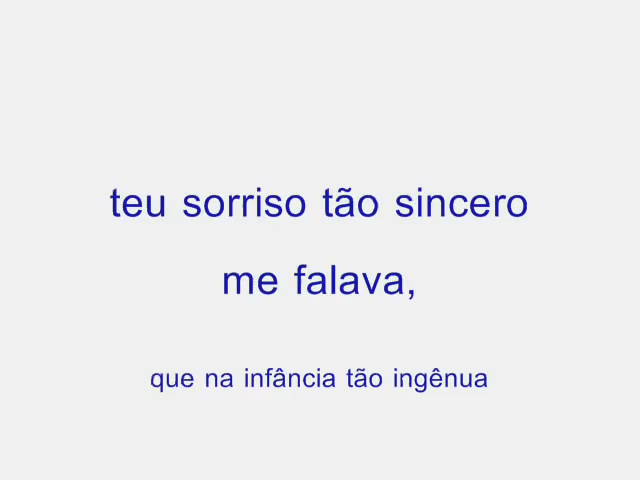 teu sorriso tão sincero
me falava,
que na infância tão ingênua